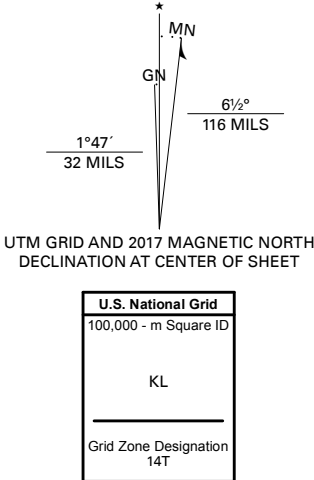 ★
MN
GN
6½°
116 MILS
1°47´
32 MILS
UTM GRID AND 2017 MAGNETIC NORTH
DECLINATION AT CENTER OF SHEET
U.S. National Grid
100,000 - m Square ID
KL
Grid Zone Designation
14T